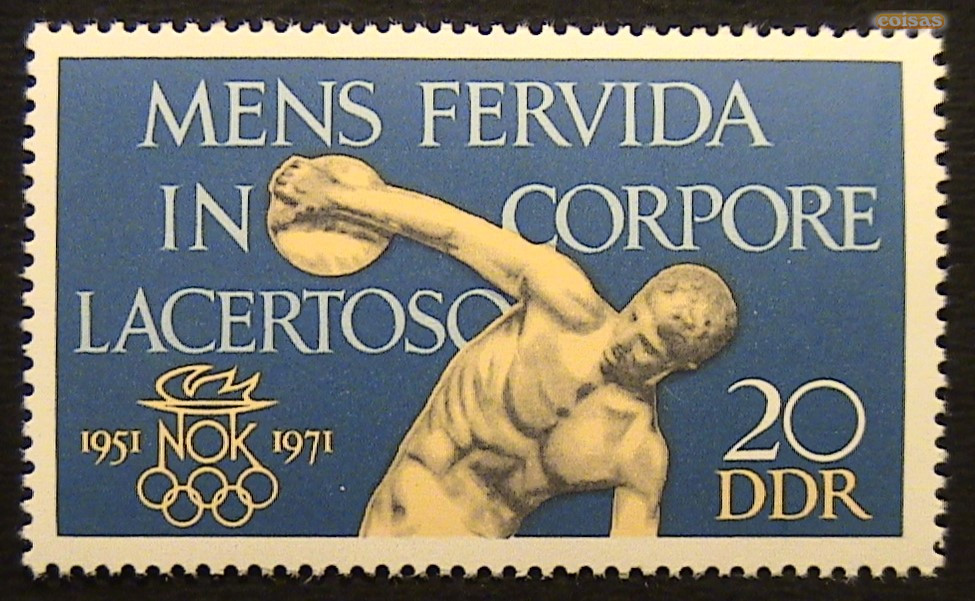 coisas
MENS FERVIDA
IN CORPORE
LACERTOSO
1951 NOK 1971
20
DDR